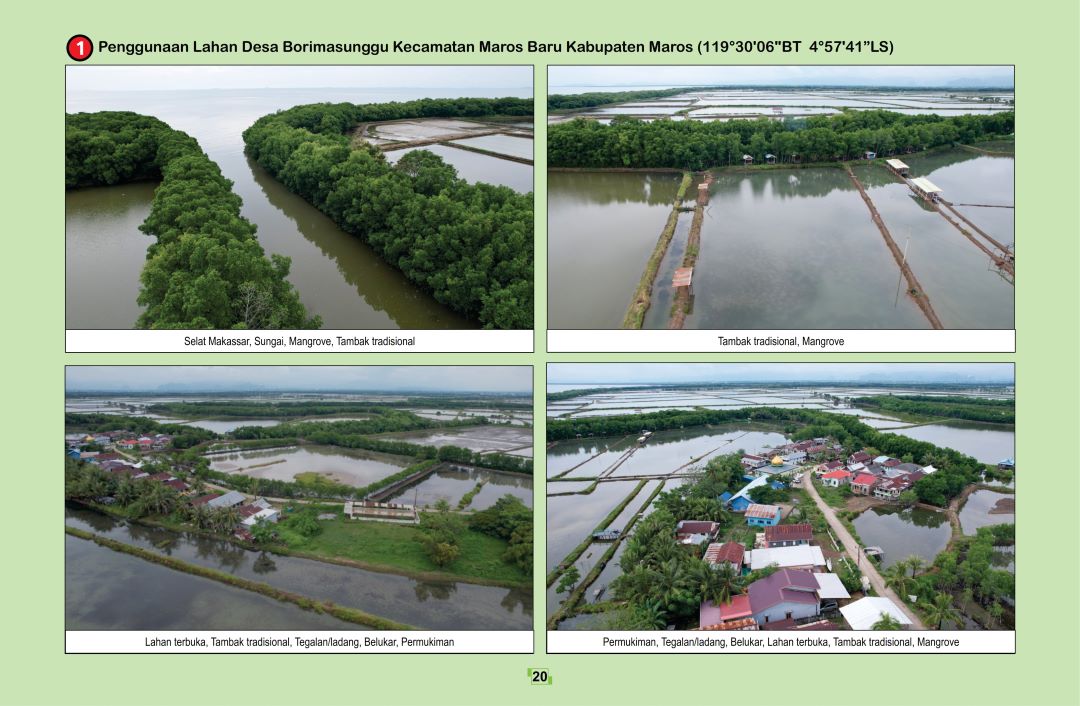 1 Penggunaan Lahan Desa Borimasunggu Kecamatan Maros Baru Kabupaten Maros (119°30'06"BT 4°57'41”LS)
Selat Makassar, Sungai, Mangrove, Tambak tradisional
Tambak tradisional, Mangrove
Lahan terbuka, Tambak tradisional, Tegalan/ladang, Belukar, Permukiman
Permukiman, Tegalan/ladang, Belukar, Lahan terbuka, Tambak tradisional, Mangrove
20